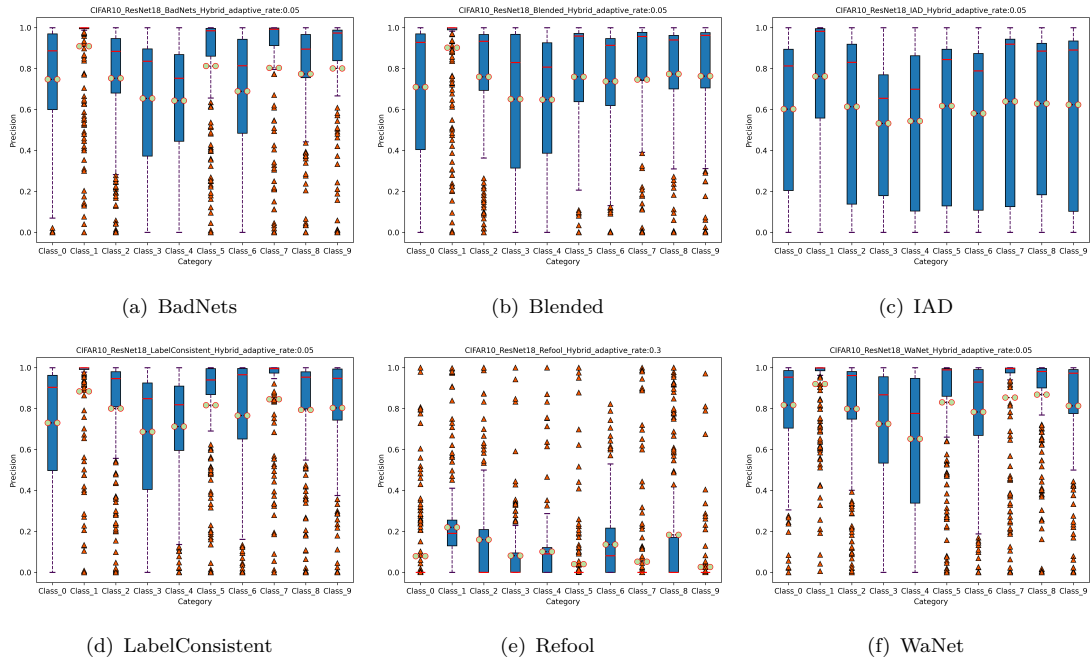 CIFAR10_ResNet18_BadNets_Hybrid_adaptive_rate:0.05
1.0
0.8
0.6
0.4
0.2
0.0
Precision
Class_0 Class_1 Class_2 Class_3 Class_4 Class_5 Class_6 Class_7 Class_8 Class_9
Category
(a) BadNets
CIFAR10_ResNet18_Blended_Hybrid_adaptive_rate:0.05
1.0
0.8
0.6
0.4
0.2
0.0
Precision
Class_0 Class_1 Class_2 Class_3 Class_4 Class_5 Class_6 Class_7 Class_8 Class_9
Category
(b) Blended
CIFAR10_ResNet18_IAD_Hybrid_adaptive_rate:0.05
1.0
0.8
0.6
0.4
0.2
0.0
Precision
Class_0 Class_1 Class_2 Class_3 Class_4 Class_5 Class_6 Class_7 Class_8 Class_9
Category
(c) IAD
CIFAR10_ResNet18_LabelConsistent_Hybrid_adaptive_rate:0.05
1.0
0.8
0.6
0.4
0.2
0.0
Precision
Class_0 Class_1 Class_2 Class_3 Class_4 Class_5 Class_6 Class_7 Class_8 Class_9
Category
(d) LabelConsistent
CIFAR10_ResNet18_Refool_Hybrid_adaptive_rate:0.3
1.0
0.8
0.6
0.4
0.2
0.0
Precision
Class_0 Class_1 Class_2 Class_3 Class_4 Class_5 Class_6 Class_7 Class_8 Class_9
Category
(e) Refool
CIFAR10_ResNet18_WaNet_Hybrid_adaptive_rate:0.05
1.0
0.8
0.6
0.4
0.2
0.0
Precision
Class_0 Class_1 Class_2 Class_3 Class_4 Class_5 Class_6 Class_7 Class_8 Class_9
Category
(f) WaNet